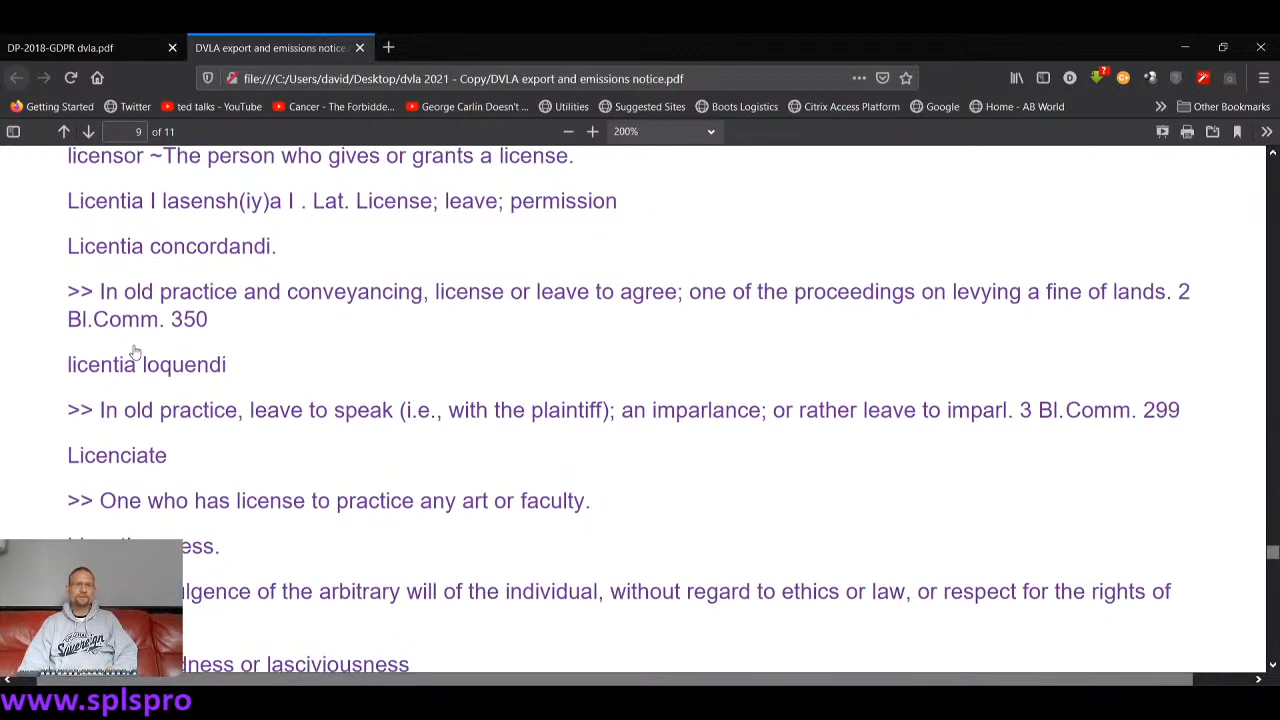 DP-2018-GDPR dvla.pdf
DVLA export and emissions notice.
file:///C:/Users/david/Desktop/dvla 2021 - Copy/DVLA export and emissions notice.pdf
Getting Started Twitter ted talks - YouTube Cancer - The Forbidde... George Carlin Doesn't ... Utilities Suggested Sites Boots Logistics Citrix Access Platform Google Home - AB World Other Bookmarks
9 of 11 200%
licensor ~The person who gives or grants a license.
Licentia I lasensh(iy)a I . Lat. License; leave; permission
Licentia concordandi.
>> In old practice and conveyancing, license or leave to agree; one of the proceedings on levying a fine of lands. 2
Bl.Comm. 350
licentia loquendi
>> In old practice, leave to speak (i.e., with the plaintiff); an imparlance; or rather leave to imparl. 3 Bl.Comm. 299
Licenciate
>> One who has license to practice any art or faculty.
ess.
ulgence of the arbitrary will of the individual, without regard to ethics or law, or respect for the rights of
dness or lasciviousness
Sovereign
www.splspro